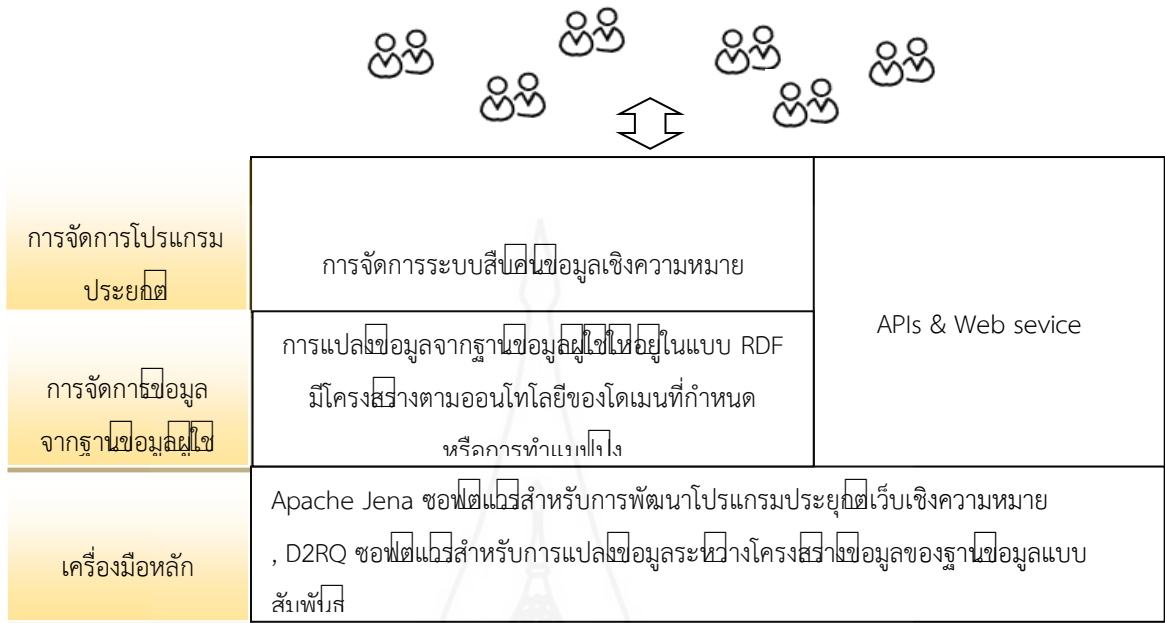 การจัดการโปรแกรม
ประยุกต์
การจัดการระบบสืบค้นข้อมูลเชิงความหมาย
APIs & Web sevice
การจัดการข้อมูล
จากฐานข้อมูลผู้ใช้
การแปลงข้อมูลจากฐานข้อมูลผู้ใช้ให้อยู่ในแบบ RDF
มีโครงสร้างตามออนโทโลยีของโดเมนที่กำหนด
หรือการทำแมปปิ้ง
เครื่องมือหลัก
Apache Jena ซอฟต์แวร์สำหรับการพัฒนาโปรแกรมประยุกต์เว็บเชิงความหมาย
, D2RQ ซอฟต์แวร์สำหรับการแปลงข้อมูลระหว่างโครงสร้างข้อมูลของฐานข้อมูลแบบ
สัมพันธ์